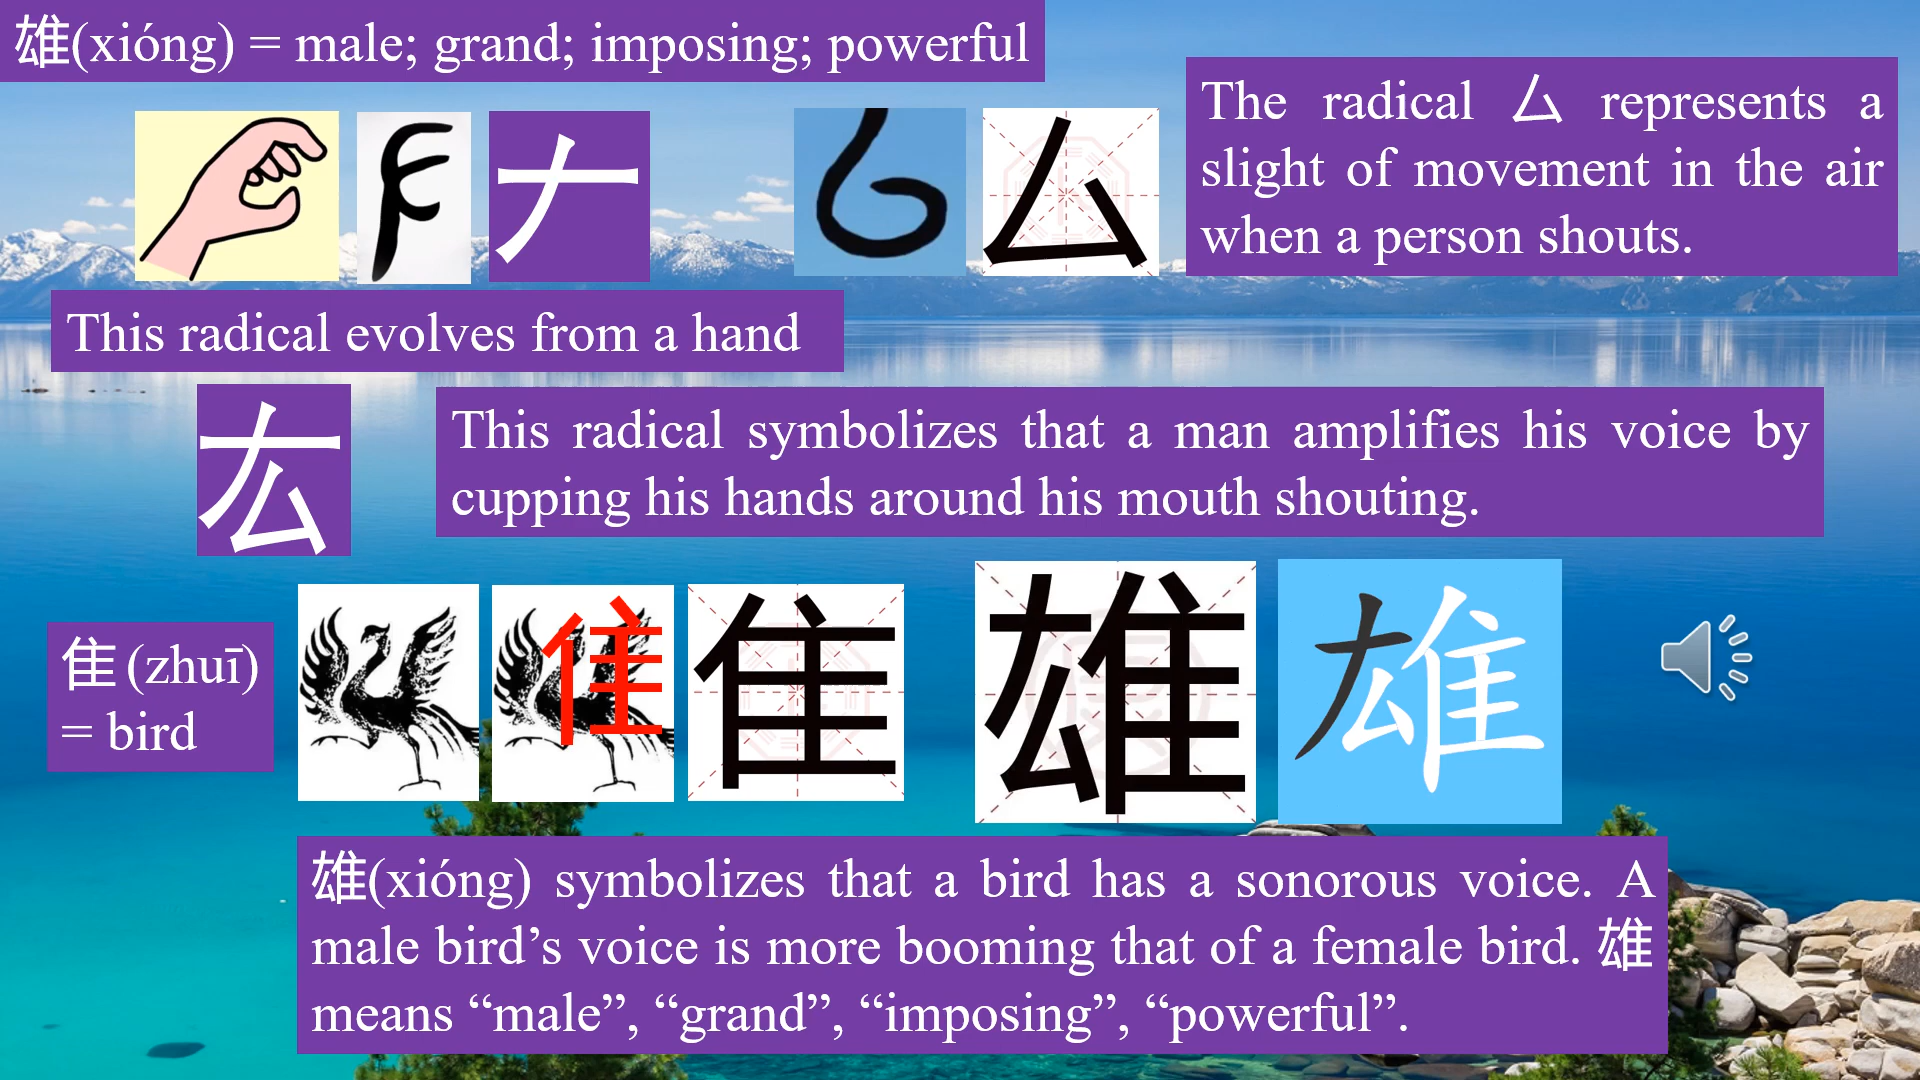 雄(xióng) = male; grand; imposing; powerful
𠂇
厶
The radical 厶 represents a
slight of movement in the air
when a person shouts.
This radical evolves from a hand
厷
This radical symbolizes that a man amplifies his voice by
cupping his hands around his mouth shouting.
隹 (zhuī)
= bird
隹
隹
雄
雄
雄(xióng) symbolizes that a bird has a sonorous voice. A
male bird’s voice is more booming that of a female bird. 雄
means “male”, “grand”, “imposing”, “powerful”.